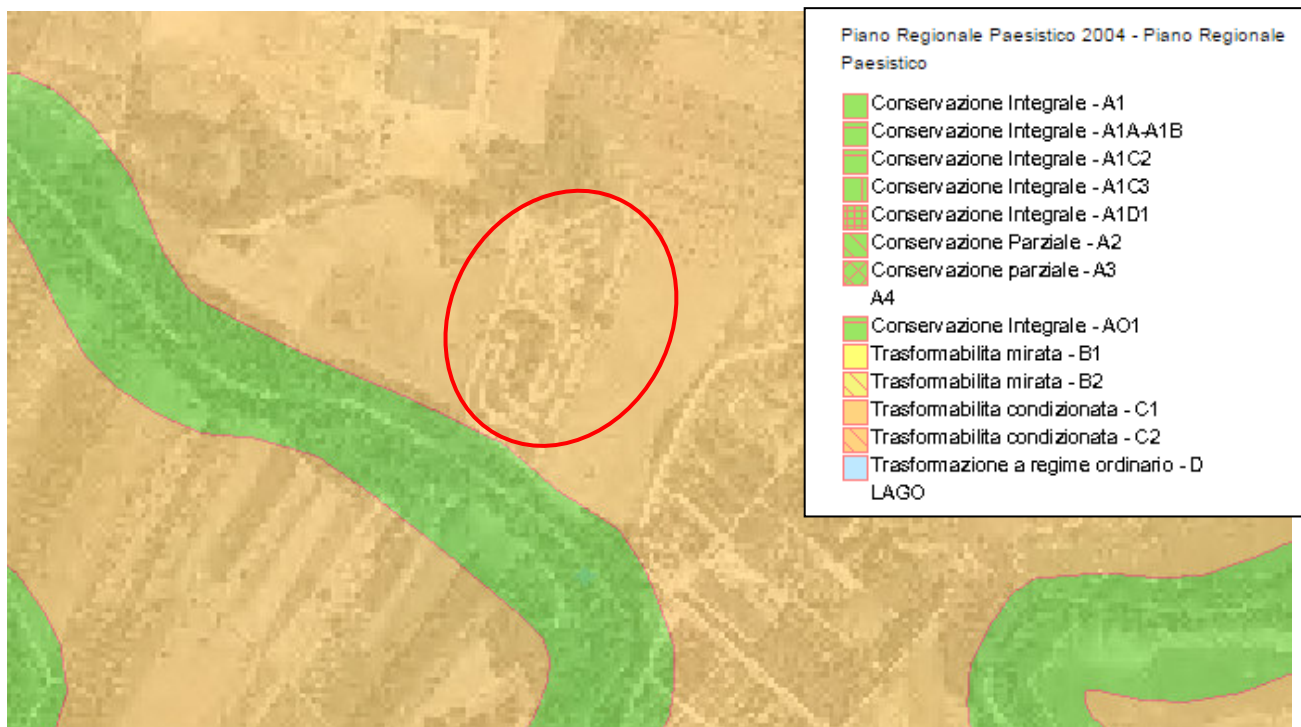 Piano Regionale Paesistico 2004 - Piano Regionale
Paesistico
Conservazione Integrale - A1
Conservazione Integrale - A1A-A1B
Conservazione Integrale - A1C2
Conservazione Integrale - A1C3
Conservazione Integrale - A1D1
Conservazione Parziale - A2
Conservazione parziale - A3
A4
Conservazione Integrale - AO1
Trasformabilita mirata - B1
Trasformabilita mirata - B2
Trasformabilita condizionata - C1
Trasformabilita condizionata - C2
Trasformazione a regime ordinario - D
LAGO